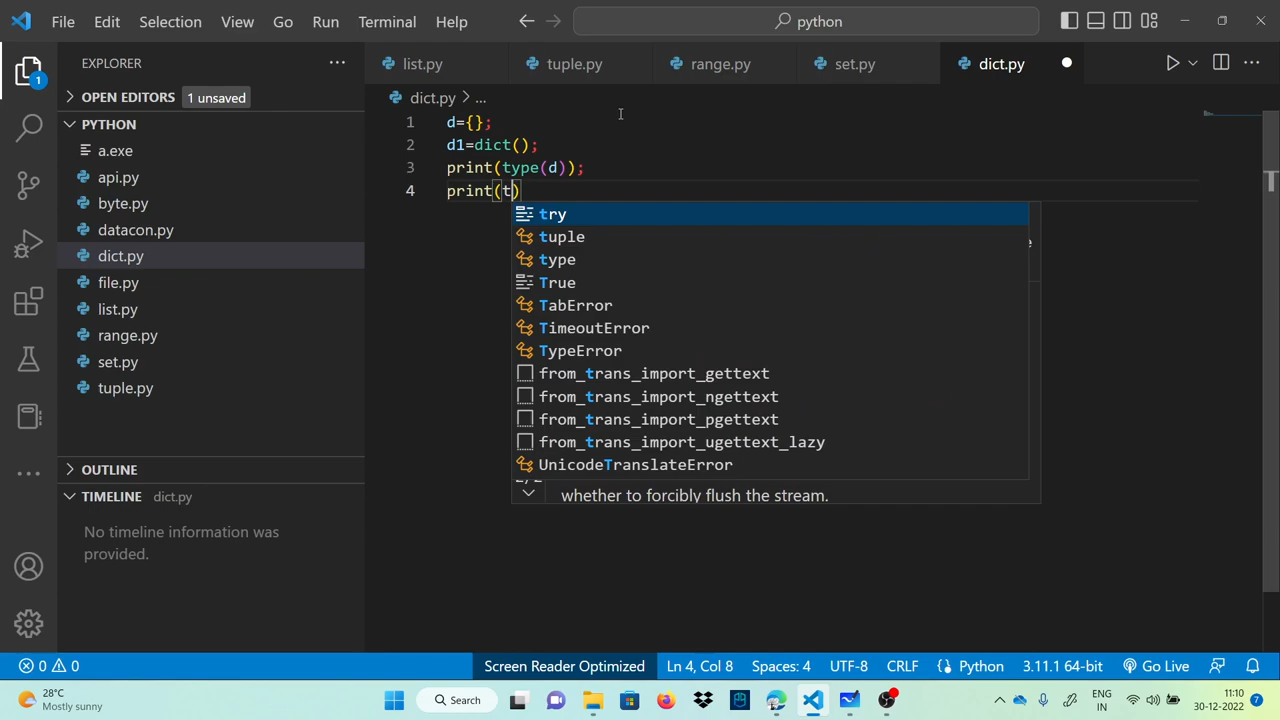 File Edit Selection View Go Run Terminal Help
python
EXPLORER
list.py tuple.py range.py set.py dict.py
1
OPEN EDITORS 1 unsaved
dict.py > ...
PYTHON
a.exe
api.py
byte.py
datacon.py
dict.py
file.py
list.py
range.py
set.py
tuple.py
1 d={};
2 d1=dict();
3 print(type(d));
4 print(t)
try
tuple
type
True
TabError
TimeoutError
TypeError
from_trans_import_gettext
from_trans_import_ngettext
from_trans_import_pgettext
from_trans_import_ugettext_lazy
UnicodeTranslateError
2/2
whether to forcibly flush the stream.
OUTLINE
TIMELINE dict.py
No timeline information was
provided.
0 0 Screen Reader Optimized Ln 4, Col 8 Spaces: 4 UTF-8 CRLF Python 3.11.1 64-bit Go Live
28°C
Mostly sunny
Search
ENG
IN
11:10
30-12-2022
7